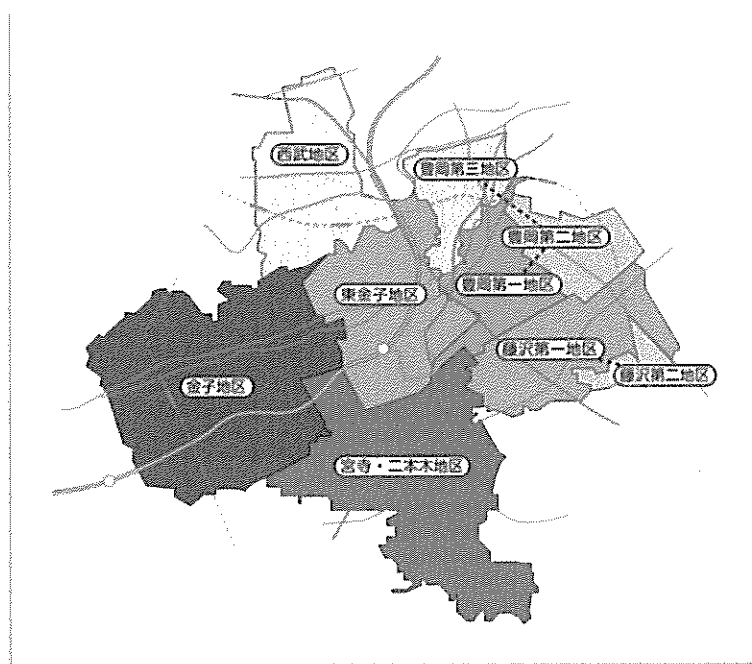 西武地区
豊岡第三地区
豊岡第二地区
豊岡第一地区
東金子地区
藤沢第一地区
藤沢第二地区
金子地区
宮寺・二本木地区